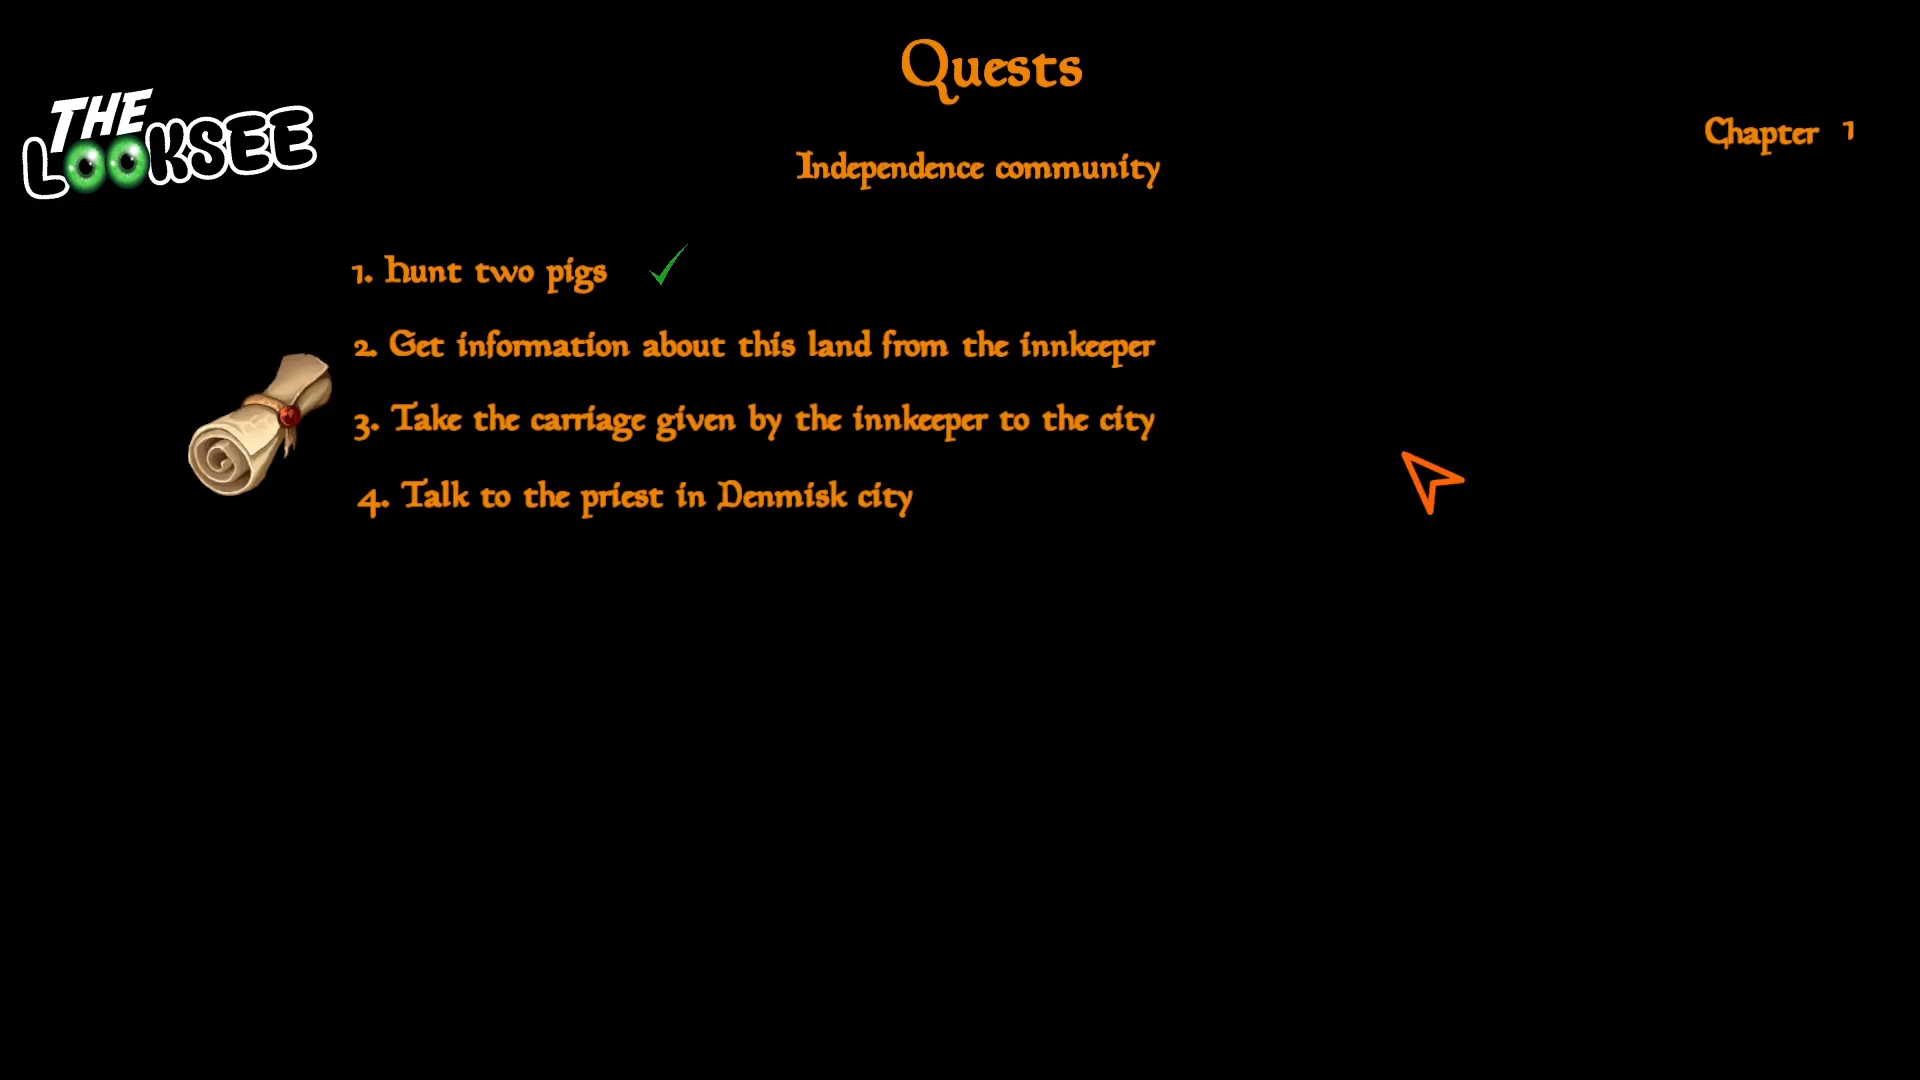 Quests
THE
LOOKSEE
Chapter 1
Independence community
1. Hunt two pigs
2. Get information about this land from the innkeeper
3. Take the carriage given by the innkeeper to the city
4. Talk to the priest in Denmisk city